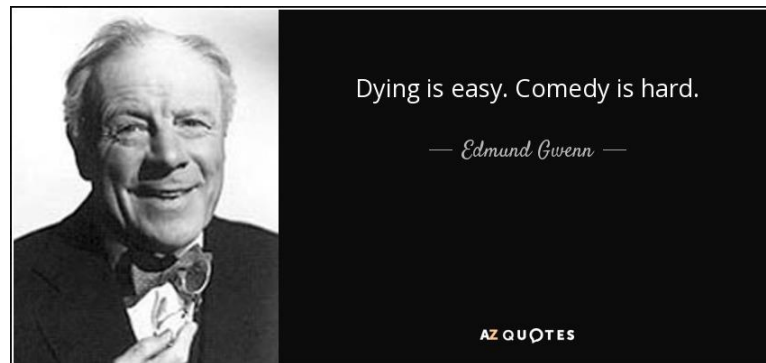 Dying is easy. Comedy is hard.
— Edmund Gwenn —
AZ QUOTES